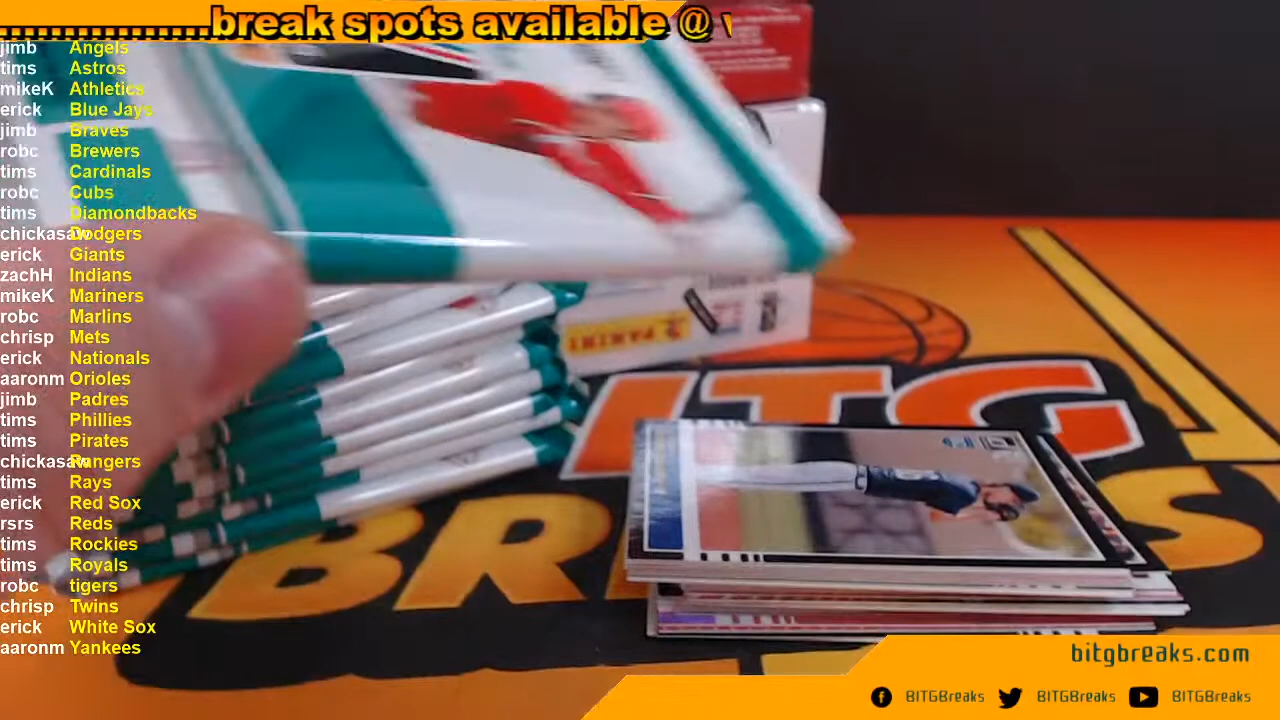 ................break spots available @
jimb Angels
tims Astros
mikeK Athletics
erick Blue Jays
jimb Braves
robc Brewers
tims Cardinals
robc Cubs
tims Diamondbacks
chickasaw Dodgers
erick Giants
zachH Indians
mikeK Mariners
robc Marlins
chrisp Mets
erick Nationals
aaronm Orioles
jimb Padres
tims Phillies
tims Pirates
chickasaw Rangers
tims Rays
erick Red Sox
rsrs Reds
tims Rockies
tims Royals
robc tigers
chrisp Twins
erick White Sox
aaronm Yankees
PANINI
ITG
BR KS
bitgbreaks.com
BITGBreaks BITGBreaks BITGBreaks